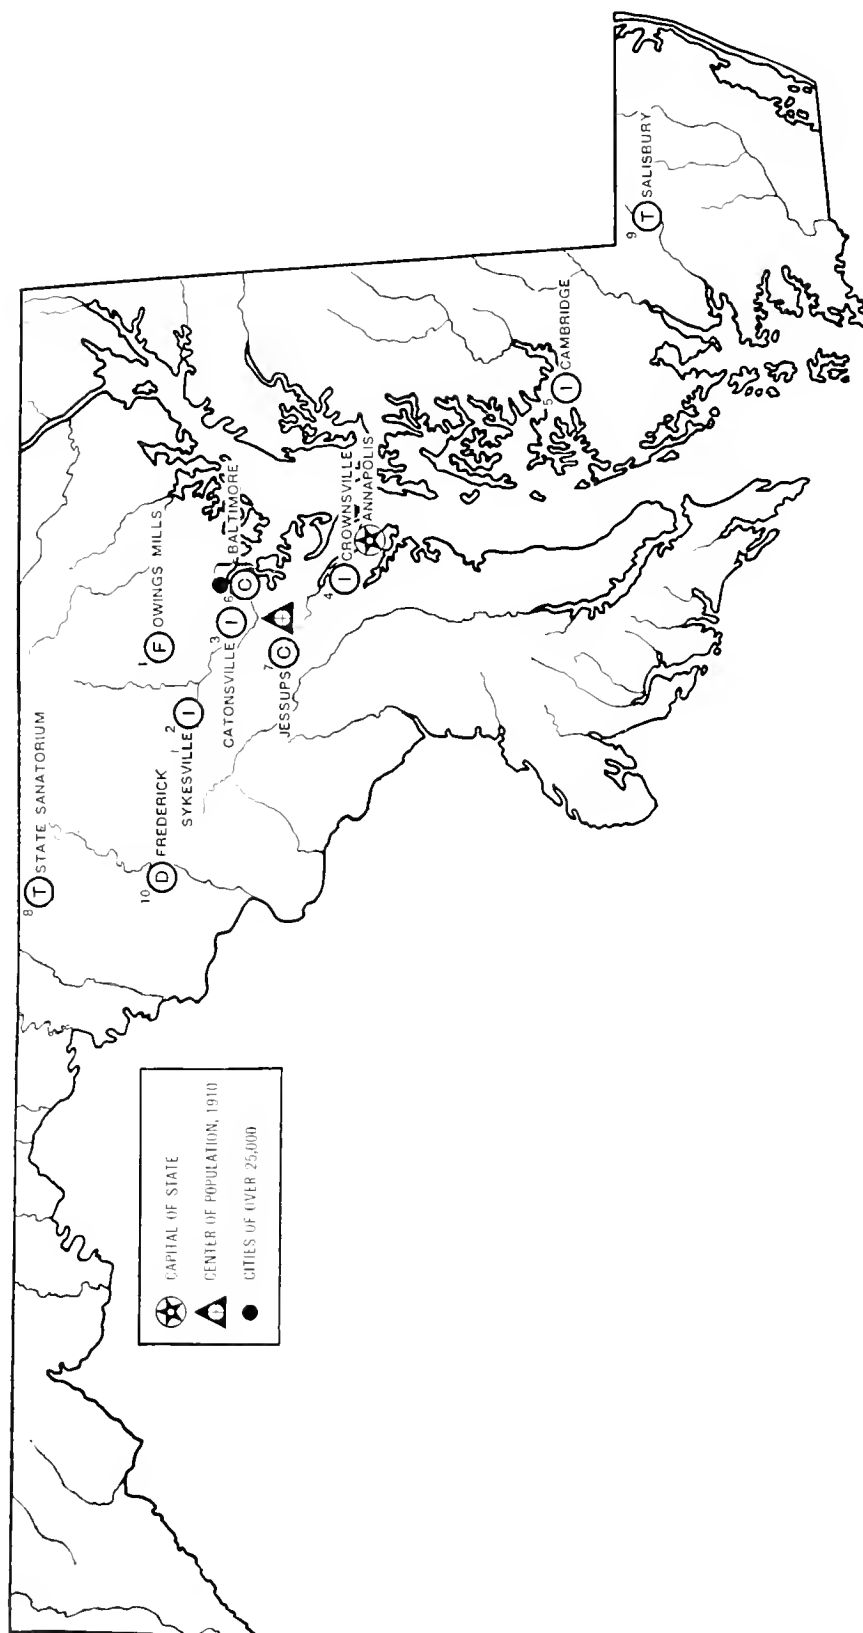 8 T STATE SANATORIUM
10 D FREDERICK
1 F OWINGS MILLS
2 I SYKESVILLE
3 I CATONSVILLE
6 C BALTIMORE
7 C JESSUPS
4 I CROWNSVILLE
ANNAPOLIS
5 I CAMBRIDGE
9 T SALISBURY
CAPITAL OF STATE
CENTER OF POPULATION, 1910
CITIES OF OVER 25,000